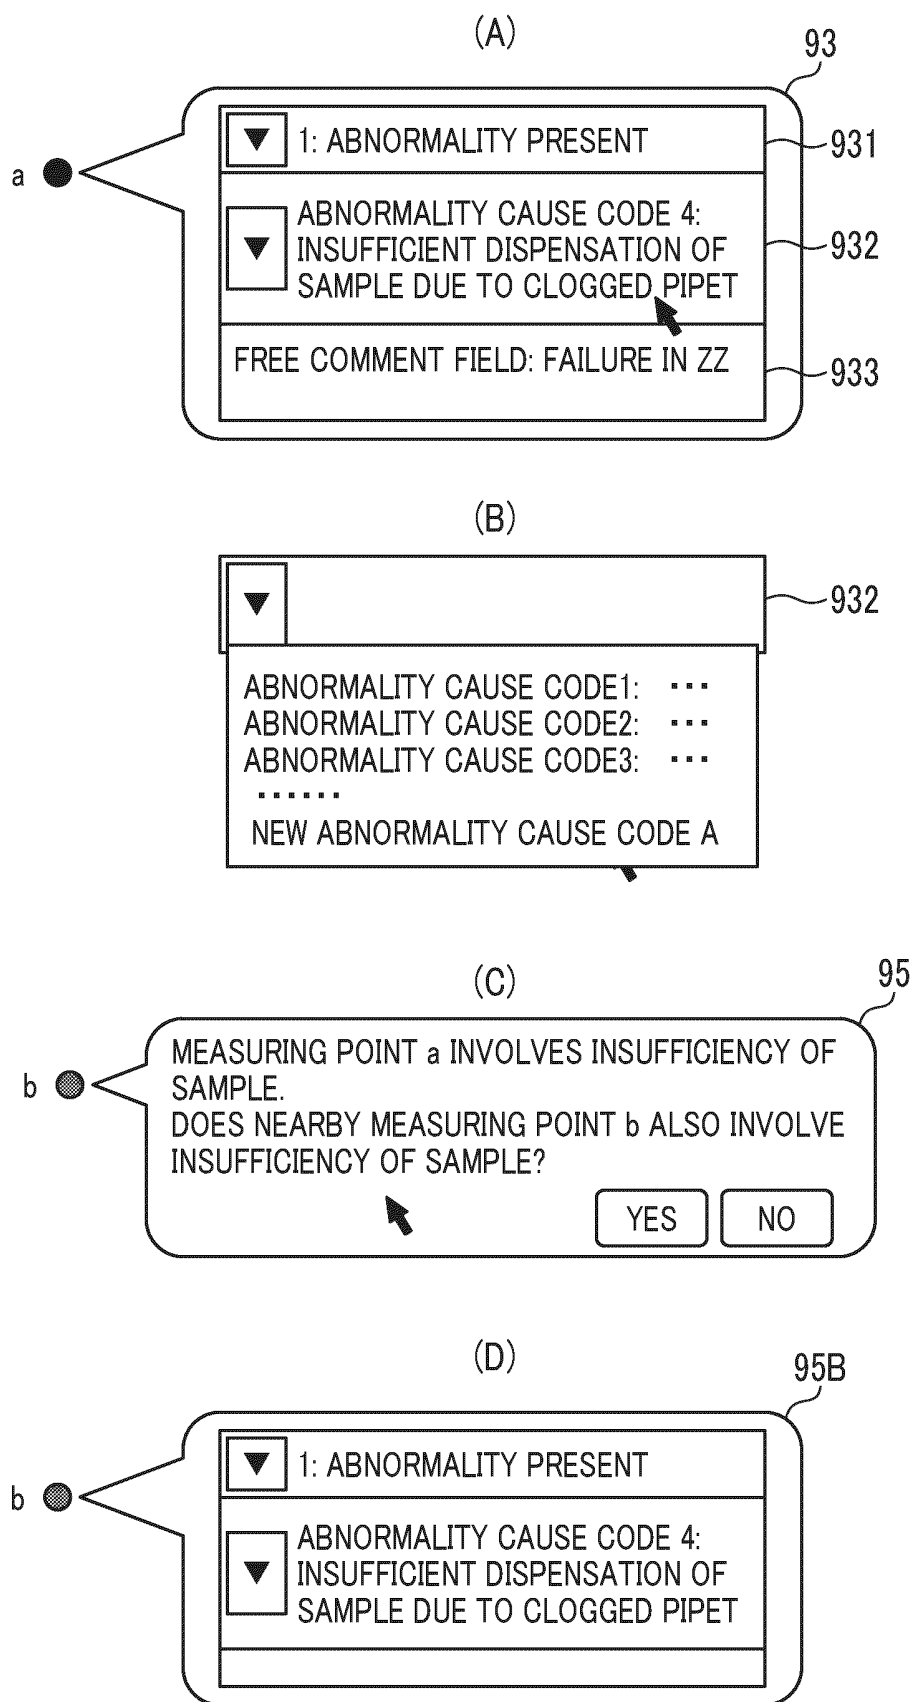 (A)
93
▼ 1: ABNORMALITY PRESENT
931
a
ABNORMALITY CAUSE CODE 4:
▼ INSUFFICIENT DISPENSATION OF
932
SAMPLE DUE TO CLOGGED PIPET
FREE COMMENT FIELD: FAILURE IN ZZ
933
(B)
▼
932
ABNORMALITY CAUSE CODE1: ...
ABNORMALITY CAUSE CODE2: ...
ABNORMALITY CAUSE CODE3: ...
......
NEW ABNORMALITY CAUSE CODE A
(C)
95
MEASURING POINT a INVOLVES INSUFFICIENCY OF
b
SAMPLE.
DOES NEARBY MEASURING POINT b ALSO INVOLVE
INSUFFICIENCY OF SAMPLE?
YES NO
(D)
95B
▼ 1: ABNORMALITY PRESENT
b
ABNORMALITY CAUSE CODE 4:
▼ INSUFFICIENT DISPENSATION OF
SAMPLE DUE TO CLOGGED PIPET